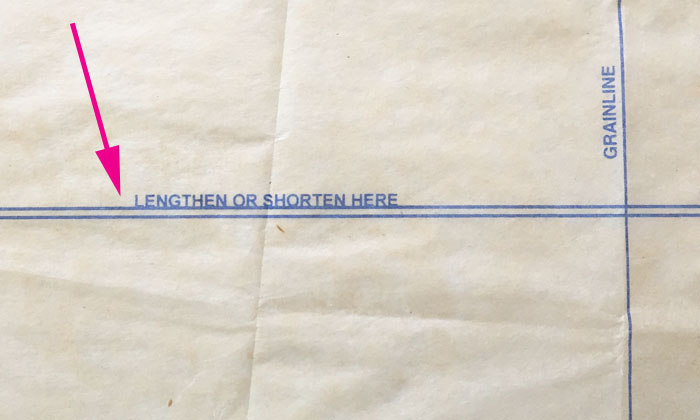 LENGTHEN OR SHORTEN HERE
GRAINLINE